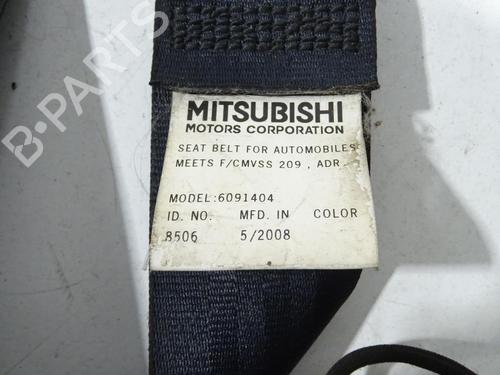 B-PARTS
MITSUBISHI
MOTORS CORPORATION
SEAT BELT FOR AUTOMOBILES
MEETS F/CMVSS 209 , ADR
MODEL:6091404
ID. NO. MFD. IN COLOR
8506 5/2008